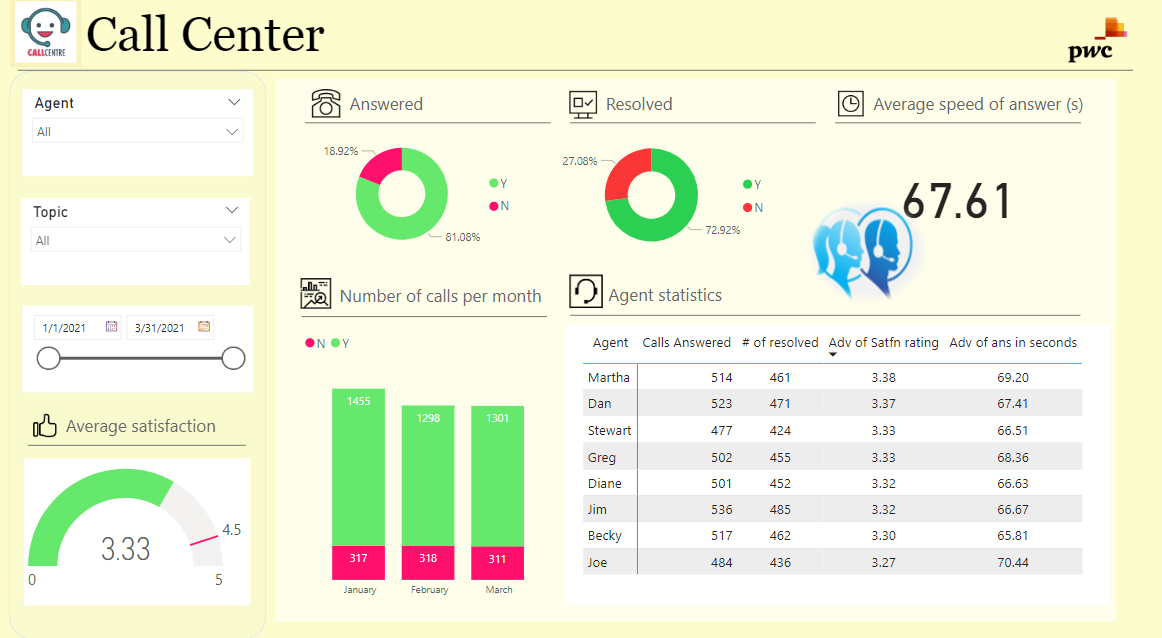 CALLCENTRE
Call Center
pwc
Agent
All
Topic
All
1/1/2021
3/31/2021
Average satisfaction
4.5
3.33
0
5
Answered
18.92%
Y
N
81.08%
Resolved
27.08%
Y
N
72.92%
Average speed of answer (s)
67.61
Number of calls per month
N Y
1455 1298 1301
317 318 311
January February March
Agent statistics
Agent Calls Answered # of resolved Adv of Satfn rating Adv of ans in seconds
Martha 514 461 3.38 69.20
Dan 523 471 3.37 67.41
Stewart 477 424 3.33 66.51
Greg 502 455 3.33 68.36
Diane 501 452 3.32 66.63
Jim 536 485 3.32 66.67
Becky 517 462 3.30 65.81
Joe 484 436 3.27 70.44